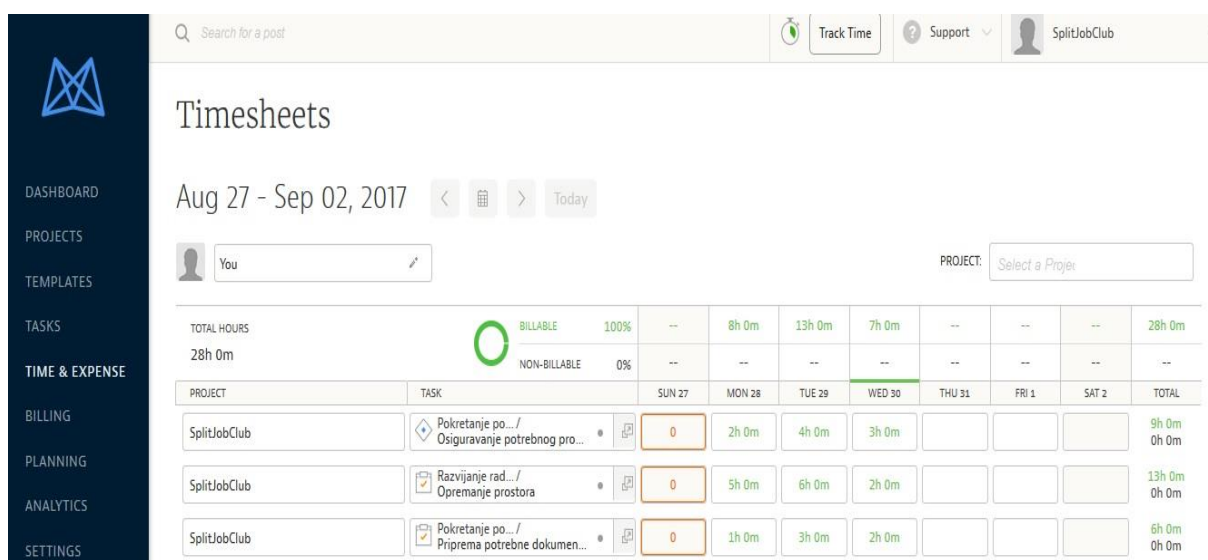 Search for a post
Track Time
Support
SplitJobClub
Timesheets
DASHBOARD
PROJECTS
TEMPLATES
TASKS
TIME & EXPENSE
BILLING
PLANNING
ANALYTICS
SETTINGS
Aug 27 - Sep 02, 2017
Today
You
PROJECT: Select a Projec
TOTAL HOURS
28h 0m
BILLABLE 100% -- 8h 0m 13h 0m 7h 0m -- -- -- 28h 0m
NON-BILLABLE 0% -- -- -- -- -- -- -- --
PROJECT TASK SUN 27 MON 28 TUE 29 WED 30 THU 31 FRI 1 SAT 2 TOTAL
SplitJobClub
Pokretanje po... /
Osiguravanje potrebnog pro...
0 2h 0m 4h 0m 3h 0m
9h 0m
0h 0m
SplitJobClub
Razvijanje rad... /
Opremanje prostora
0 5h 0m 6h 0m 2h 0m
13h 0m
0h 0m
SplitJobClub
Pokretanje po... /
Priprema potrebne dokumen...
0 1h 0m 3h 0m 2h 0m
6h 0m
0h 0m